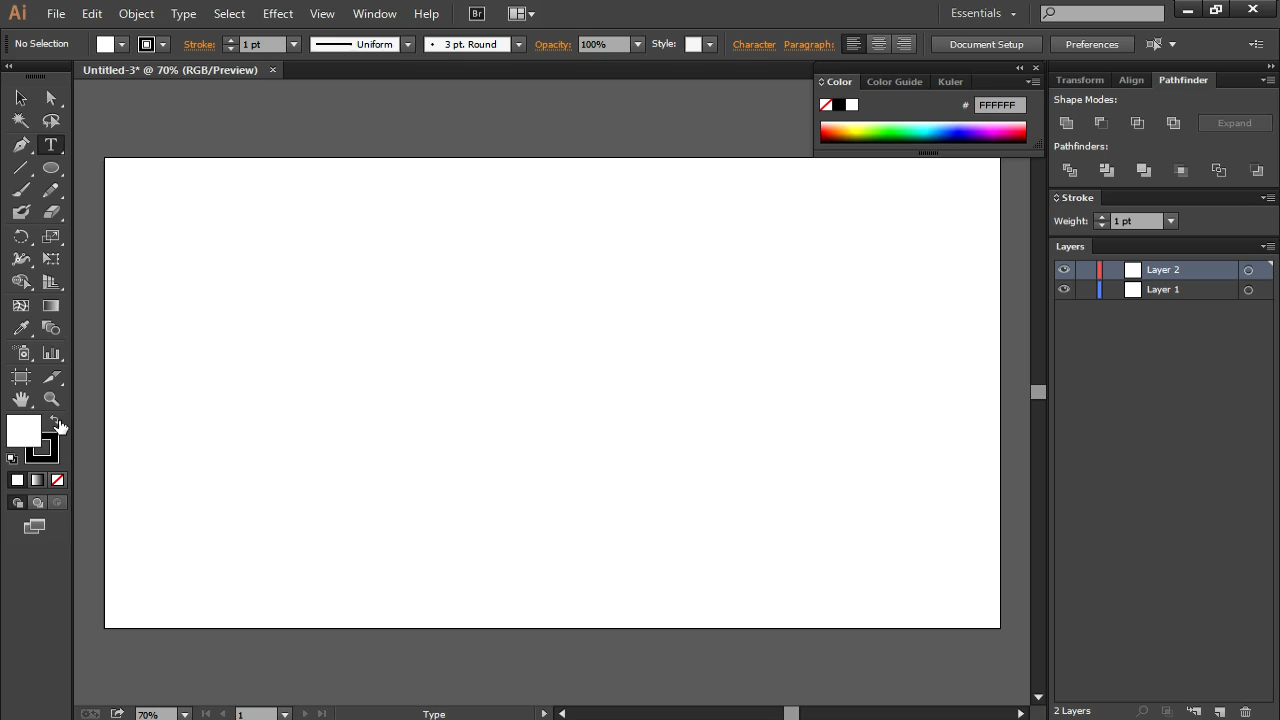 Ai File Edit Object Type Select Effect View Window Help Br Essentials
No Selection Stroke: 1 pt Uniform 3 pt. Round Opacity: 100% Style: Character Paragraph: Document Setup Preferences
Untitled-3* @ 70% (RGB/Preview)
Color Color Guide Kuler
# FFFFFF
Transform Align Pathfinder
Shape Modes:
Expand
Pathfinders:
Stroke
Weight: 1 pt
Layers
Layer 2
Layer 1
T
70% 1 Type
2 Layers